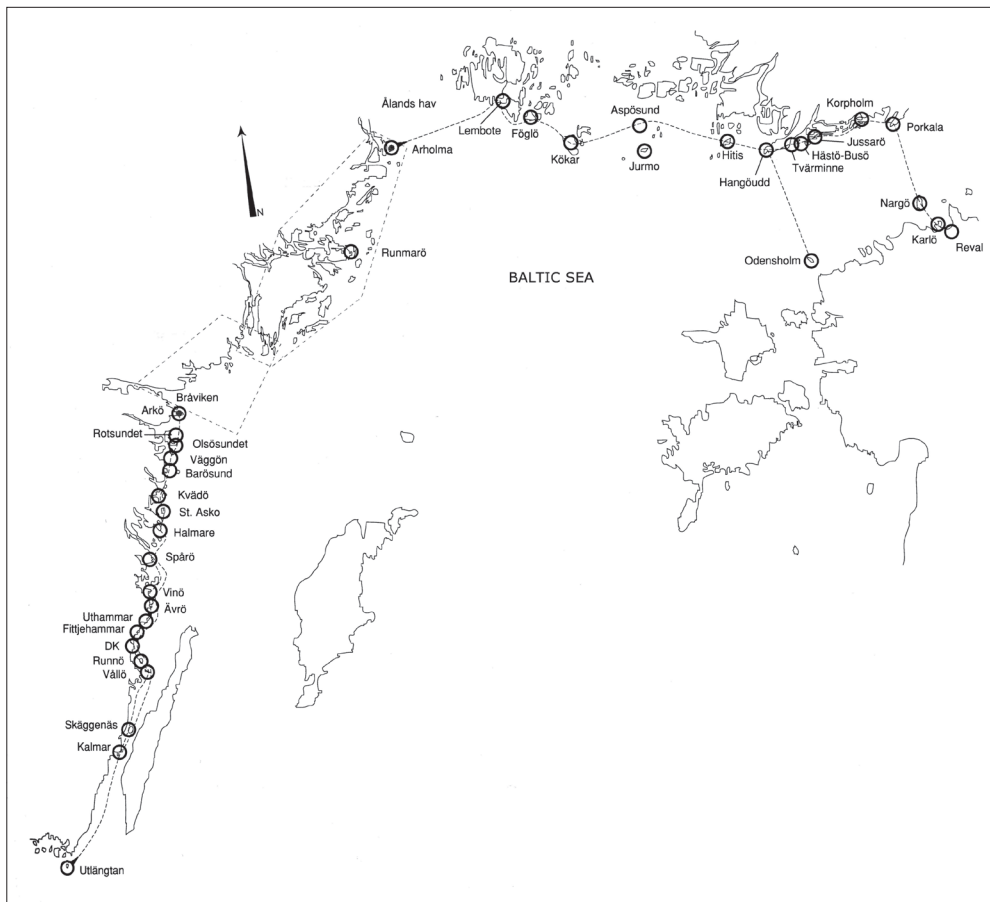 Ålands hav
Lembote
Föglö
Kökar
Aspösund
Jurmo
Hitis
Hangöudd
Tvärminne
Hästö-Busö
Jussarö
Korpholm
Porkala
Arholma
N
Runmarö
Nargö
Karlö
Reval
Odensholm
BALTIC SEA
Bråviken
Arkö
Rotsundet
Olsösundet
Väggön
Barösund
Kvädö
St. Asko
Halmare
Spårö
Vinö
Ävrö
Uthammar
Fittjehammar
DK
Runnö
Vållö
Skäggenäs
Kalmar
Utlängtan